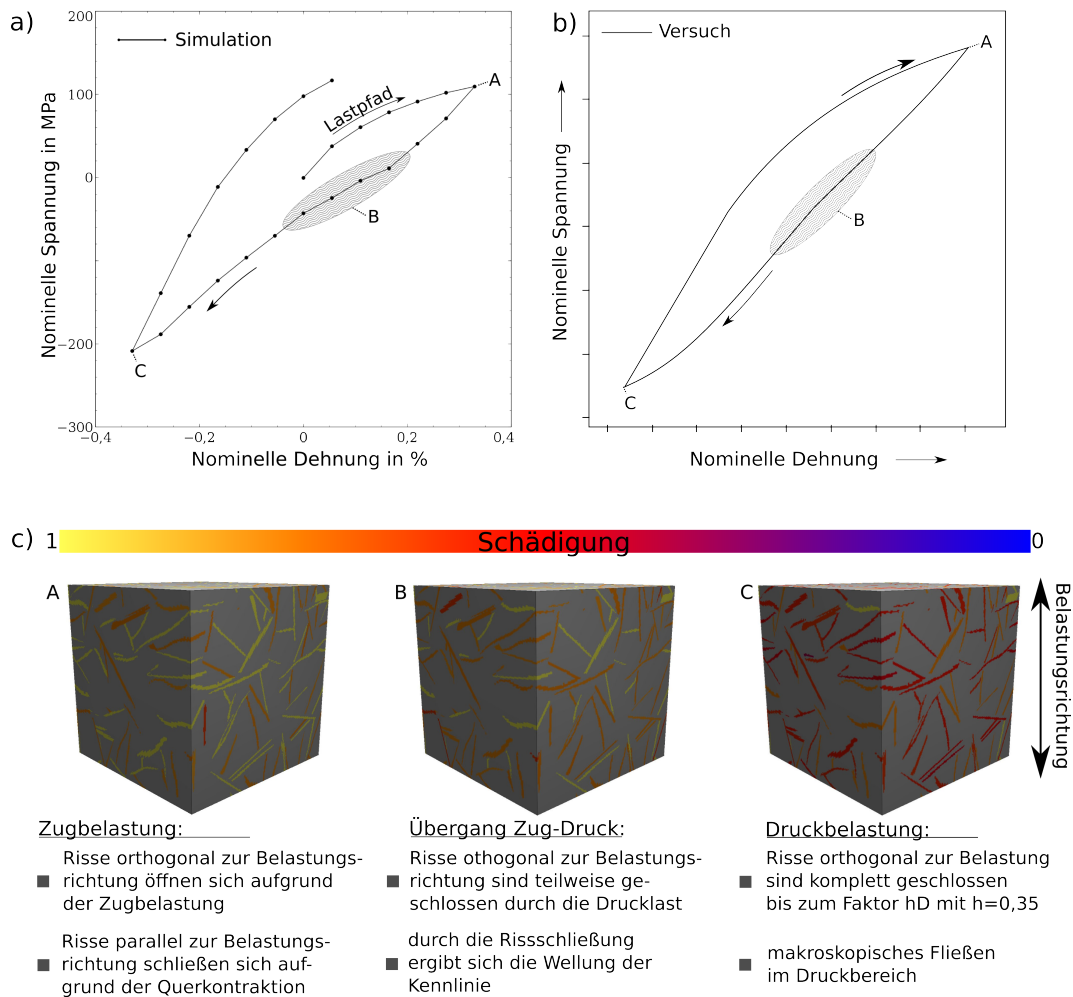 a)
Simulation
A
Lastpfad
B
C
Nominelle Spannung in MPa
200
100
0
−200
−300
−0,4
−0,2
0
0,2
0,4
Nominelle Dehnung in %
b)
Versuch
A
B
C
Nominelle Spannung
Nominelle Dehnung
c)
1
Schädigung
0
A
B
C
Belastungsrichtung
Zugbelastung:
Risse orthogonal zur Belastungs-
richtung öffnen sich aufgrund
der Zugbelastung
Risse parallel zur Belastungs-
richtung schließen sich auf-
grund der Querkontraktion
Übergang Zug-Druck:
Risse othogonal zur Belastungs-
richtung sind teilweise ge-
schlossen durch die Drucklast
durch die Rissschließung
ergibt sich die Wellung der
Kennlinie
Druckbelastung:
Risse orthogonal zur Belastung
sind komplett geschlossen
bis zum Faktor hD mit h=0,35
makroskopisches Fließen
im Druckbereich